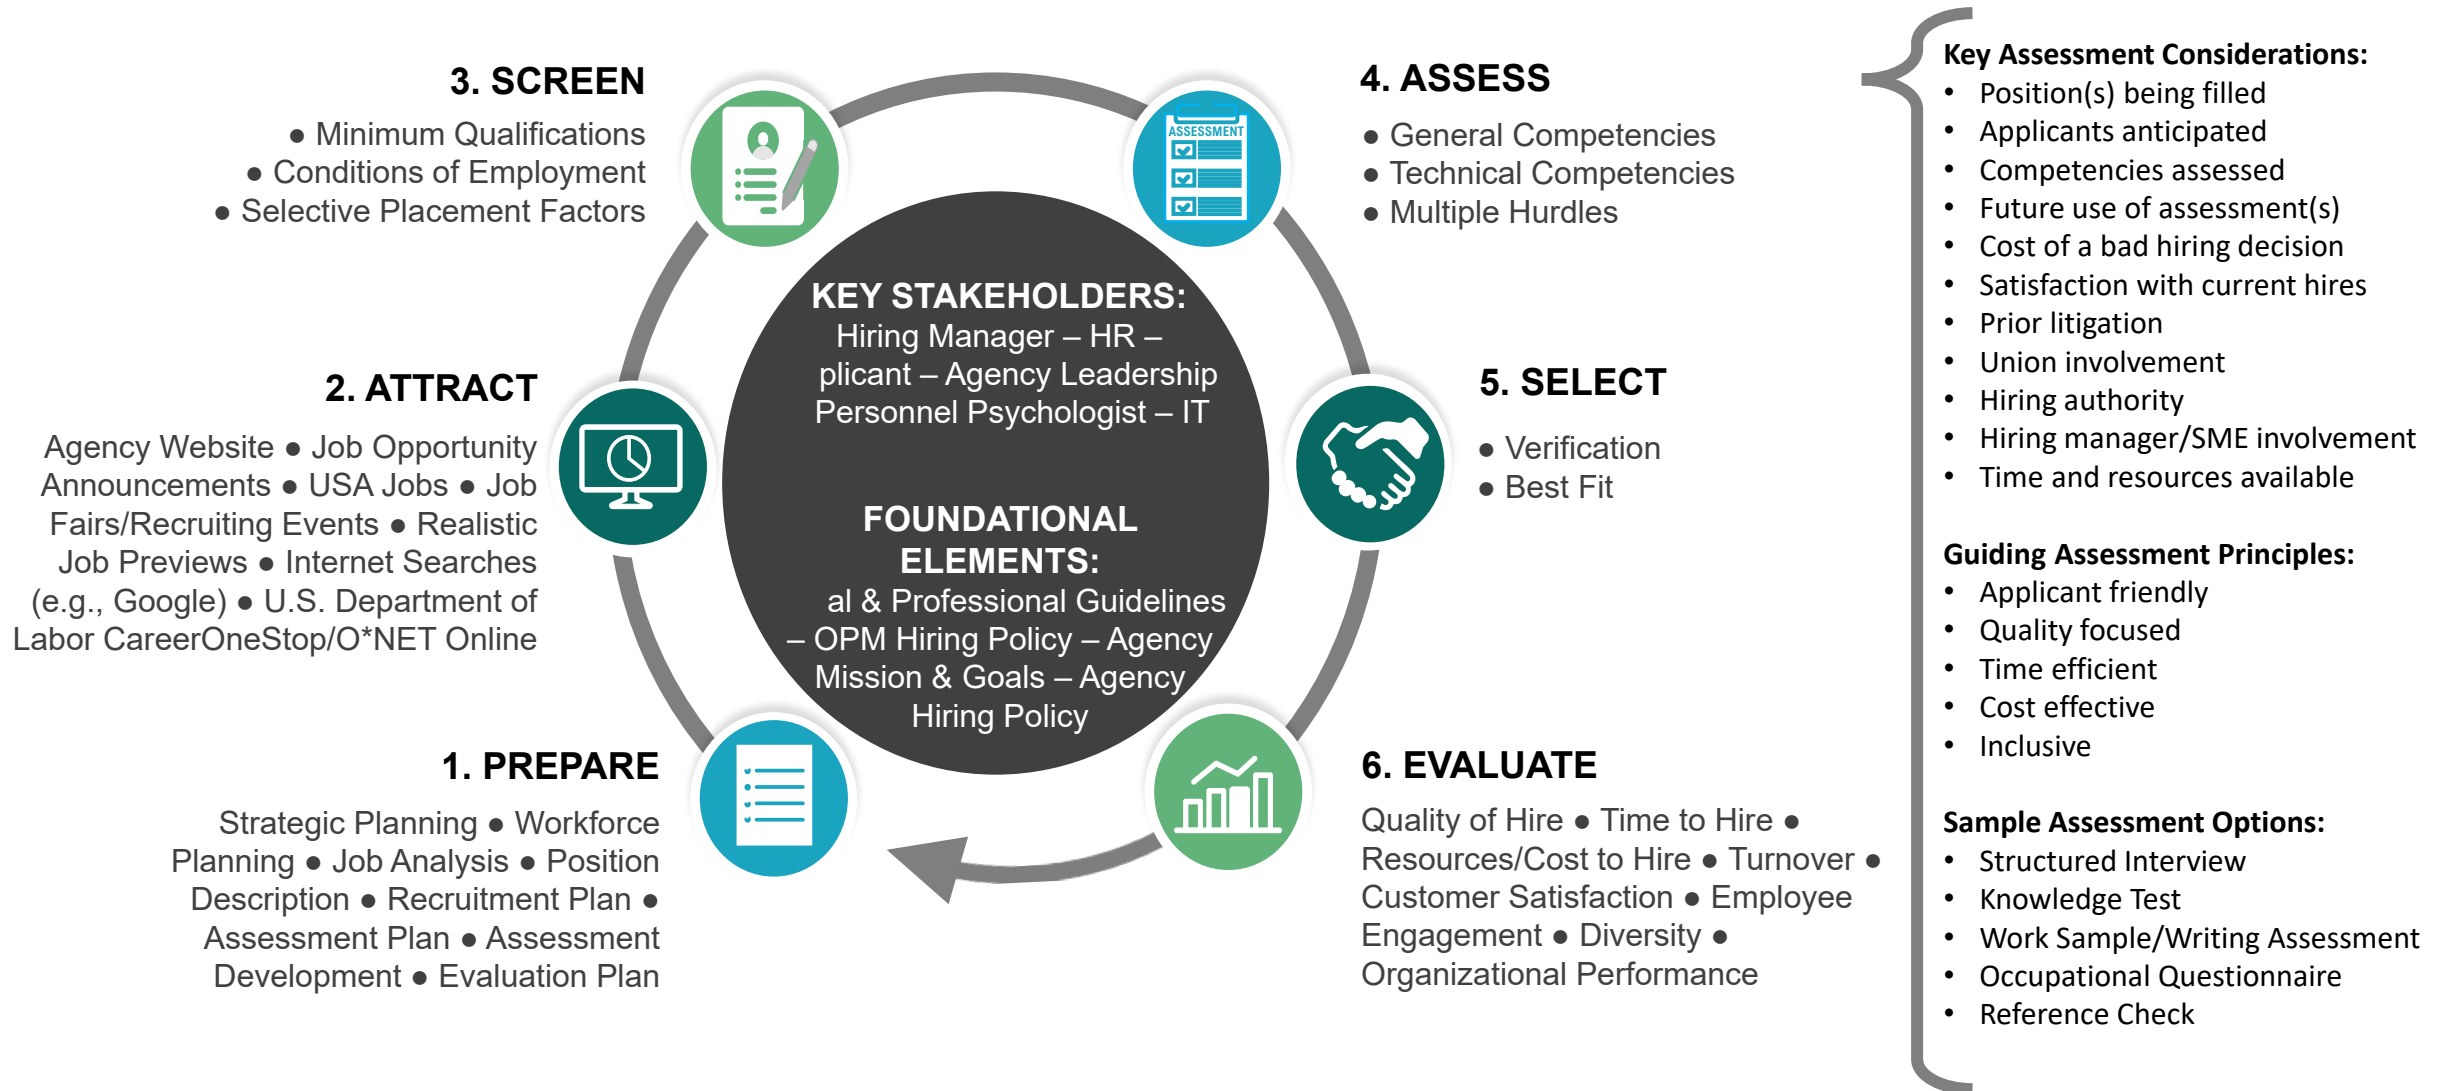 3. SCREEN
● Minimum Qualifications
● Conditions of Employment
● Selective Placement Factors
2. ATTRACT
Agency Website ● Job Opportunity
Announcements ● USA Jobs ● Job
Fairs/Recruiting Events ● Realistic
Job Previews ● Internet Searches
(e.g., Google) ● U.S. Department of
Labor CareerOneStop/O*NET Online
1. PREPARE
Strategic Planning ● Workforce
Planning ● Job Analysis ● Position
Description ● Recruitment Plan ●
Assessment Plan ● Assessment
Development ● Evaluation Plan
KEY STAKEHOLDERS:
Hiring Manager – HR –
plicant – Agency Leadership
Personnel Psychologist – IT
FOUNDATIONAL
ELEMENTS:
al & Professional Guidelines
– OPM Hiring Policy – Agency
Mission & Goals – Agency
Hiring Policy
ASSESSMENT
4. ASSESS
● General Competencies
● Technical Competencies
● Multiple Hurdles
5. SELECT
● Verification
● Best Fit
6. EVALUATE
Quality of Hire ● Time to Hire ●
Resources/Cost to Hire ● Turnover ●
Customer Satisfaction ● Employee
Engagement ● Diversity ●
Organizational Performance
Key Assessment Considerations:
• Position(s) being filled
• Applicants anticipated
• Competencies assessed
• Future use of assessment(s)
• Cost of a bad hiring decision
• Satisfaction with current hires
• Prior litigation
• Union involvement
• Hiring authority
• Hiring manager/SME involvement
• Time and resources available
Guiding Assessment Principles:
• Applicant friendly
• Quality focused
• Time efficient
• Cost effective
• Inclusive
Sample Assessment Options:
• Structured Interview
• Knowledge Test
• Work Sample/Writing Assessment
• Occupational Questionnaire
• Reference Check